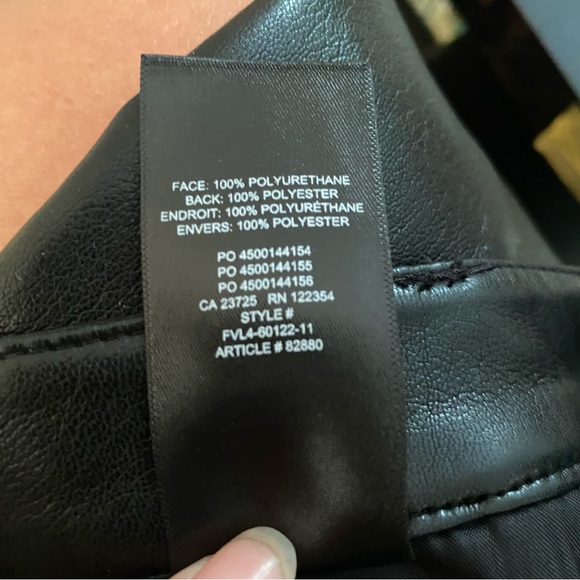 FACE: 100% POLYURETHANE
BACK: 100% POLYESTER
ENDROIT: 100% POLYURÉTHANE
ENVERS: 100% POLYESTER
PO 4500144154
PO 4500144155
PO 4500144156
CA 23725 RN 122354
STYLE #
FVL4-60122-11
ARTICLE # 82880